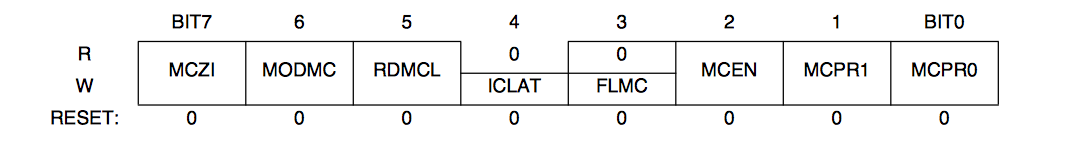 BIT7 6 5 4 3 2 1 BIT0
R 0 0
MCZI MODMC RDMCL MCEN MCPR1 MCPR0
W ICLAT FLMC
RESET: 0 0 0 0 0 0 0 0